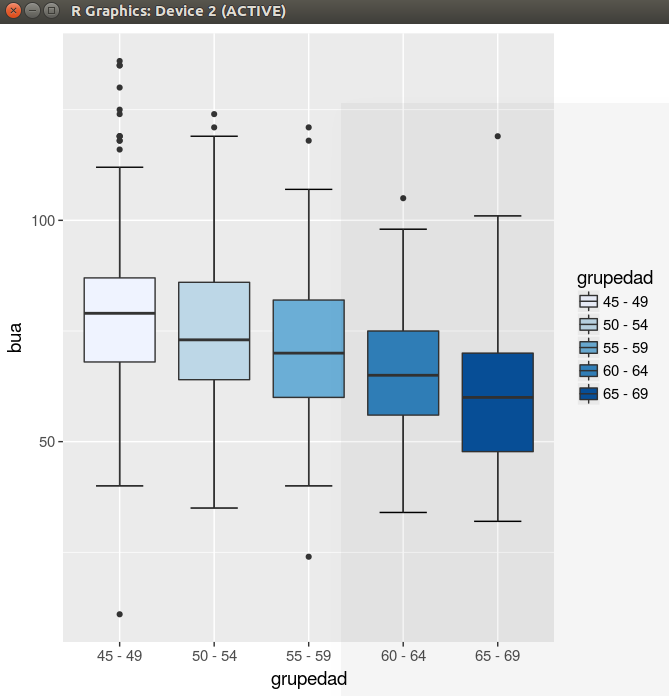 R Graphics: Device 2 (ACTIVE)
bua
100
50
45 - 49
50 - 54
55 - 59
60 - 64
65 - 69
grupedad
grupedad
45 - 49
50 - 54
55 - 59
60 - 64
65 - 69